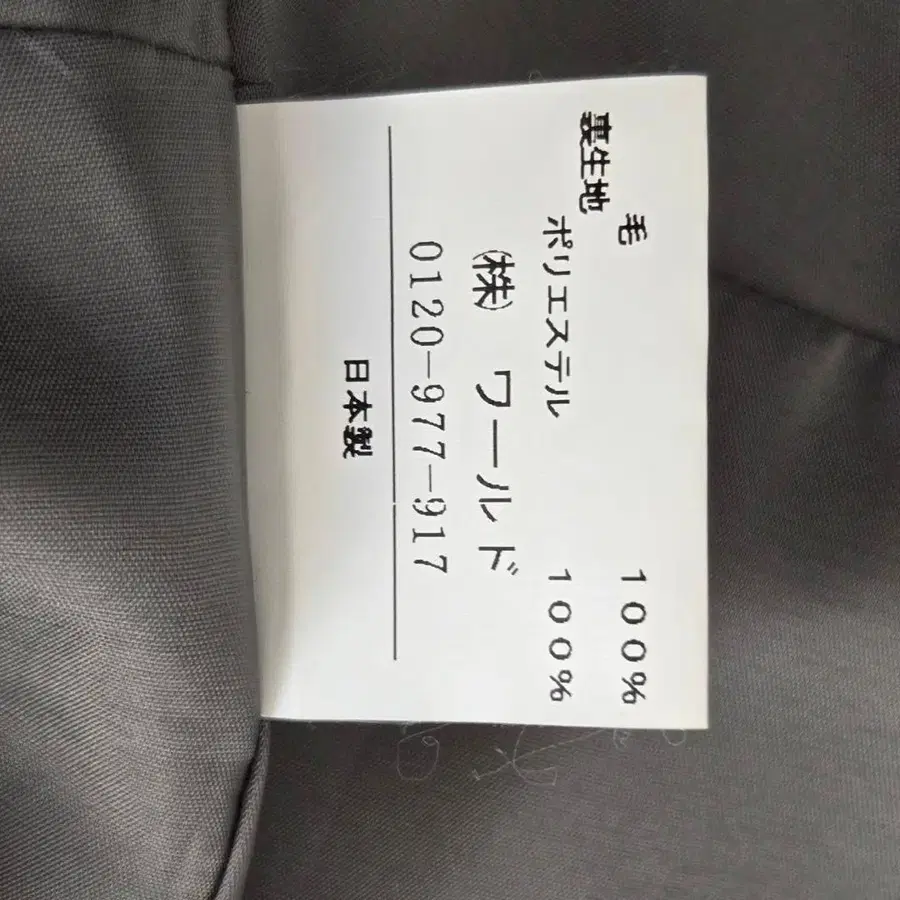 毛 100%
裏生地
ポリエステル 100%
㈱ ワールド
0120-977-917
日本製